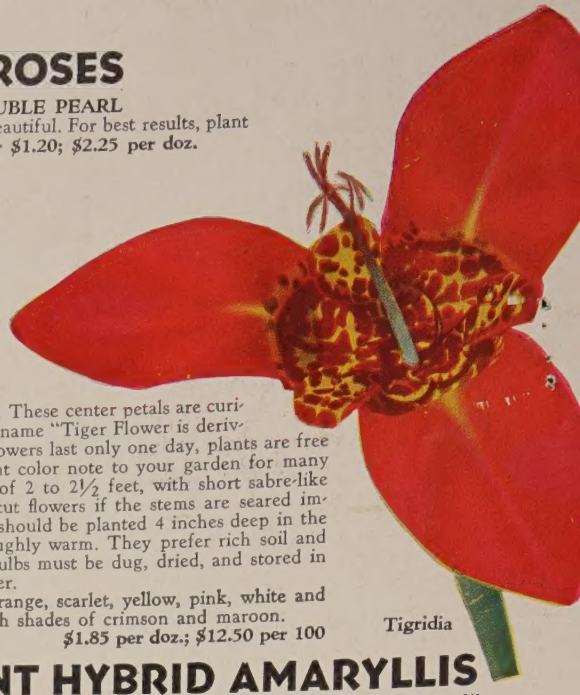 ROSES
UBLE PEARL
eautiful. For best results, plant
$1.20; $2.25 per doz.
. These center petals are curi-
name "Tiger Flower is deriv-
owers last only one day, plants are free
nt color note to your garden for many
of 2 to 2½ feet, with short sabre-like
cut flowers if the stems are seared im-
should be planted 4 inches deep in the
ughly warm. They prefer rich soil and
ulbs must be dug, dried, and stored in
er.
range, scarlet, yellow, pink, white and
h shades of crimson and maroon.
$1.85 per doz.; $12.50 per 100
Tigridia
NT HYBRID AMARYLLIS